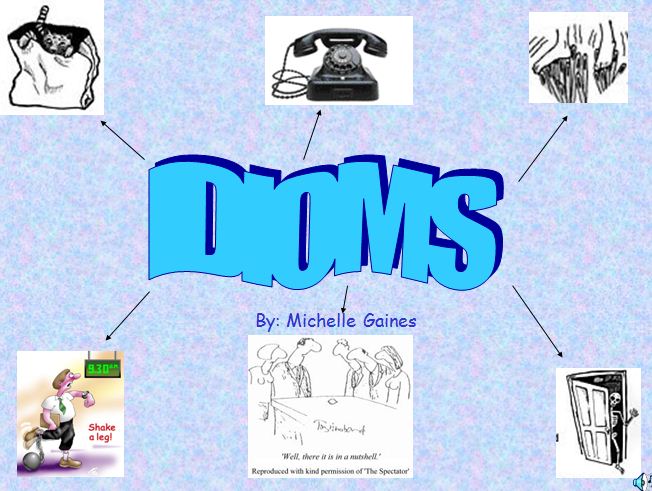 IDIOMS
By: Michelle Gaines
9.30 am
Shake
a leg!
'Well, there it is in a nutshell.'
Reproduced with kind permission of 'The Spectator'